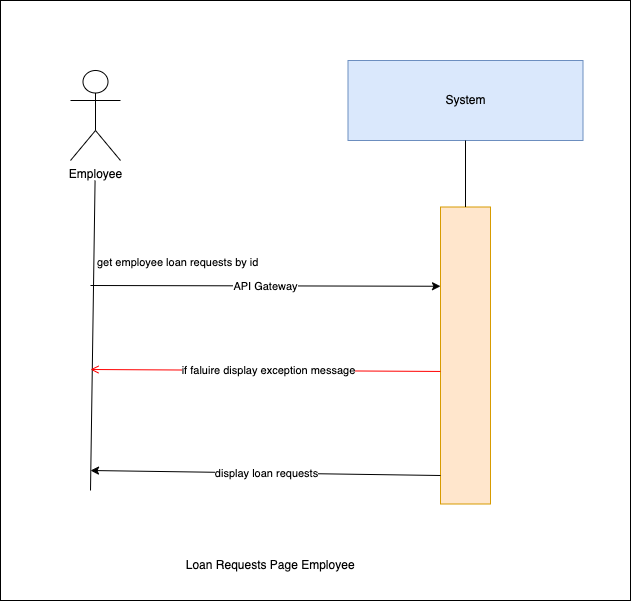 System
Employee
get employee loan requests by id
API Gateway
if faluire display exception message
display loan requests
Loan Requests Page Employee